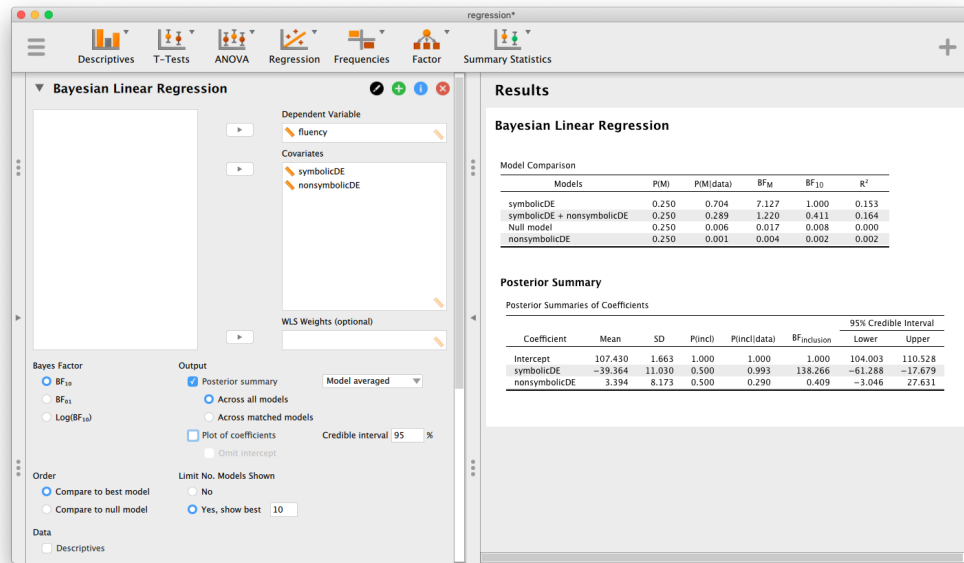 regression*
Descriptives T-Tests ANOVA Regression Frequencies Factor Summary Statistics
Bayesian Linear Regression
Dependent Variable
fluency
Covariates
symbolicDE
nonsymbolicDE
WLS Weights (optional)
Bayes Factor
BF₁₀
BF₀₁
Log(BF₁₀)
Output
Posterior summary Model averaged
Across all models
Across matched models
Plot of coefficients Credible interval 95 %
Omit intercept
Order
Compare to best model
Compare to null model
Limit No. Models Shown
No
Yes, show best 10
Data
Descriptives
Results
Bayesian Linear Regression
Model Comparison
Models P(M) P(M|data) BF_M BF₁₀ R²
symbolicDE 0.250 0.704 7.127 1.000 0.153
symbolicDE + nonsymbolicDE 0.250 0.289 1.220 0.411 0.164
Null model 0.250 0.006 0.017 0.008 0.000
nonsymbolicDE 0.250 0.001 0.004 0.002 0.002
Posterior Summary
Posterior Summaries of Coefficients
95% Credible Interval
Coefficient Mean SD P(incl) P(incl|data) BF_inclusion Lower Upper
Intercept 107.430 1.663 1.000 1.000 1.000 104.003 110.528
symbolicDE −39.364 11.030 0.500 0.993 138.266 −61.288 −17.679
nonsymbolicDE 3.394 8.173 0.500 0.290 0.409 −3.046 27.631